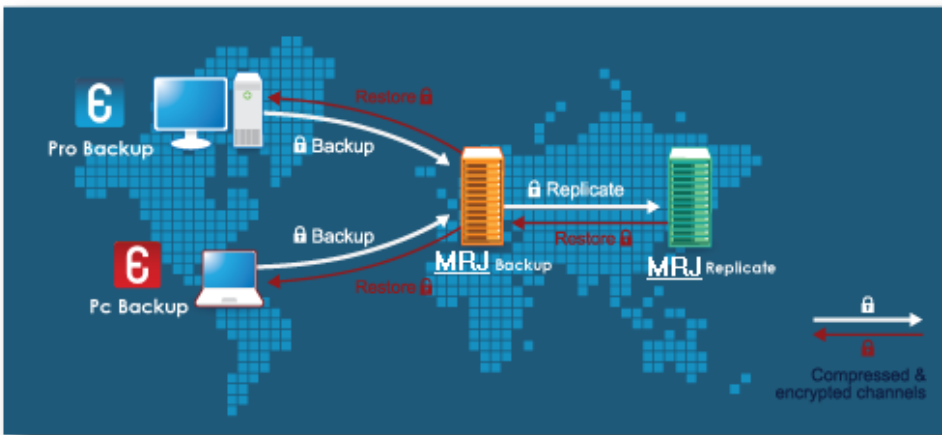 Restore
Pro Backup
Backup
Replicate
Backup
Restore
MRJ Backup
MRJ Replicate
Pc Backup
Restore
Compressed &
encrypted channels